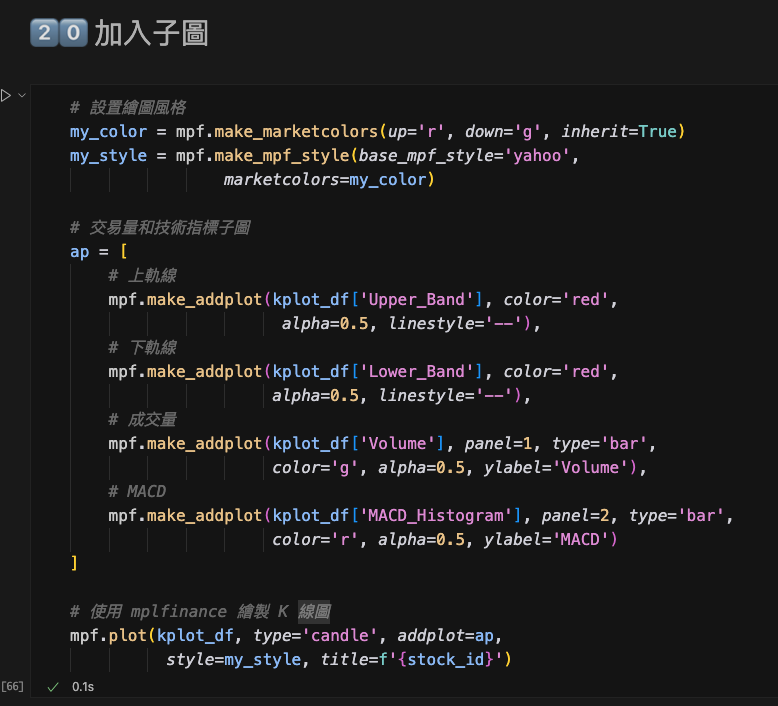 20 加入子圖
# 設置繪圖風格
my_color = mpf.make_marketcolors(up='r', down='g', inherit=True)
my_style = mpf.make_mpf_style(base_mpf_style='yahoo',
marketcolors=my_color)
# 交易量和技術指標子圖
ap = [
# 上軌線
mpf.make_addplot(kplot_df['Upper_Band'], color='red',
alpha=0.5, linestyle='--'),
# 下軌線
mpf.make_addplot(kplot_df['Lower_Band'], color='red',
alpha=0.5, linestyle='--'),
# 成交量
mpf.make_addplot(kplot_df['Volume'], panel=1, type='bar',
color='g', alpha=0.5, ylabel='Volume'),
# MACD
mpf.make_addplot(kplot_df['MACD_Histogram'], panel=2, type='bar',
color='r', alpha=0.5, ylabel='MACD')
]
# 使用 mplfinance 繪製 K 線圖
mpf.plot(kplot_df, type='candle', addplot=ap,
style=my_style, title=f'{stock_id}')
[66] ✓ 0.1s